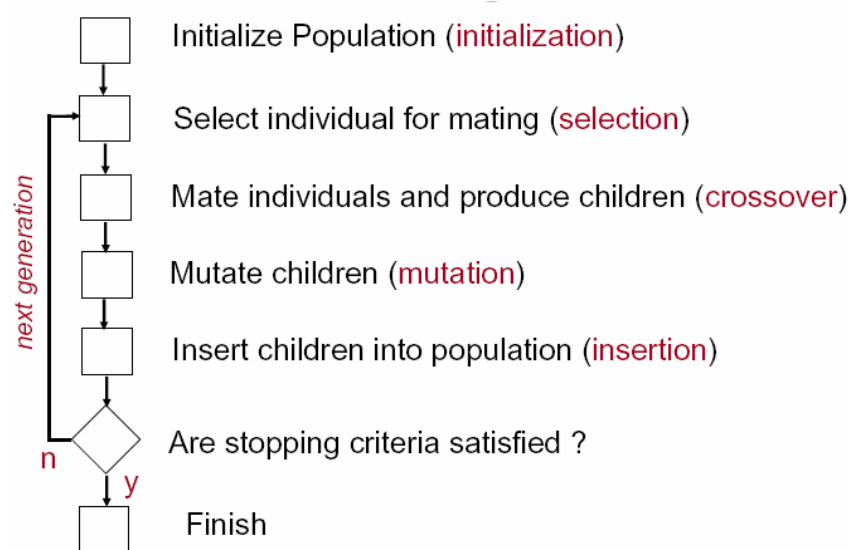 Initialize Population (initialization)
Select individual for mating (selection)
Mate individuals and produce children (crossover)
next generation
Mutate children (mutation)
Insert children into population (insertion)
Are stopping criteria satisfied ?
n
y
Finish